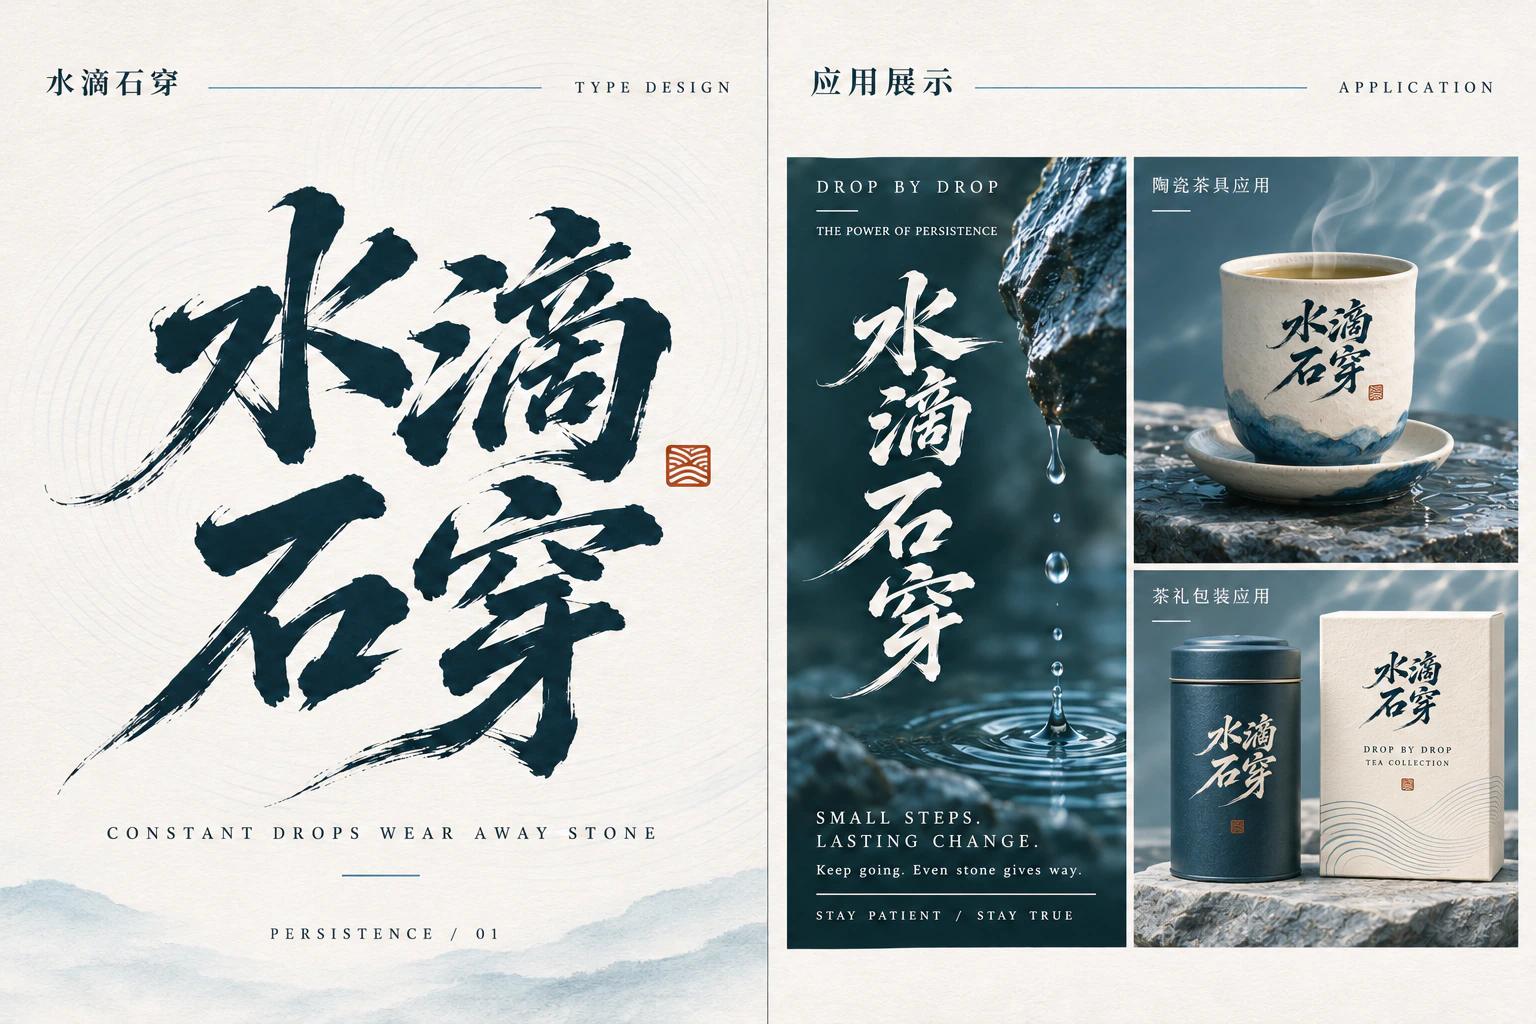 水滴石穿
TYPE DESIGN
水滴
石穿
CONSTANT DROPS WEAR AWAY STONE
PERSISTENCE / 01
应用展示
APPLICATION
DROP BY DROP
THE POWER OF PERSISTENCE
水滴石穿
SMALL STEPS.
LASTING CHANGE.
Keep going. Even stone gives way.
STAY PATIENT / STAY TRUE
陶瓷茶具应用
水滴
石穿
茶礼包装应用
水滴
石穿
水滴
石穿
DROP BY DROP
TEA COLLECTION